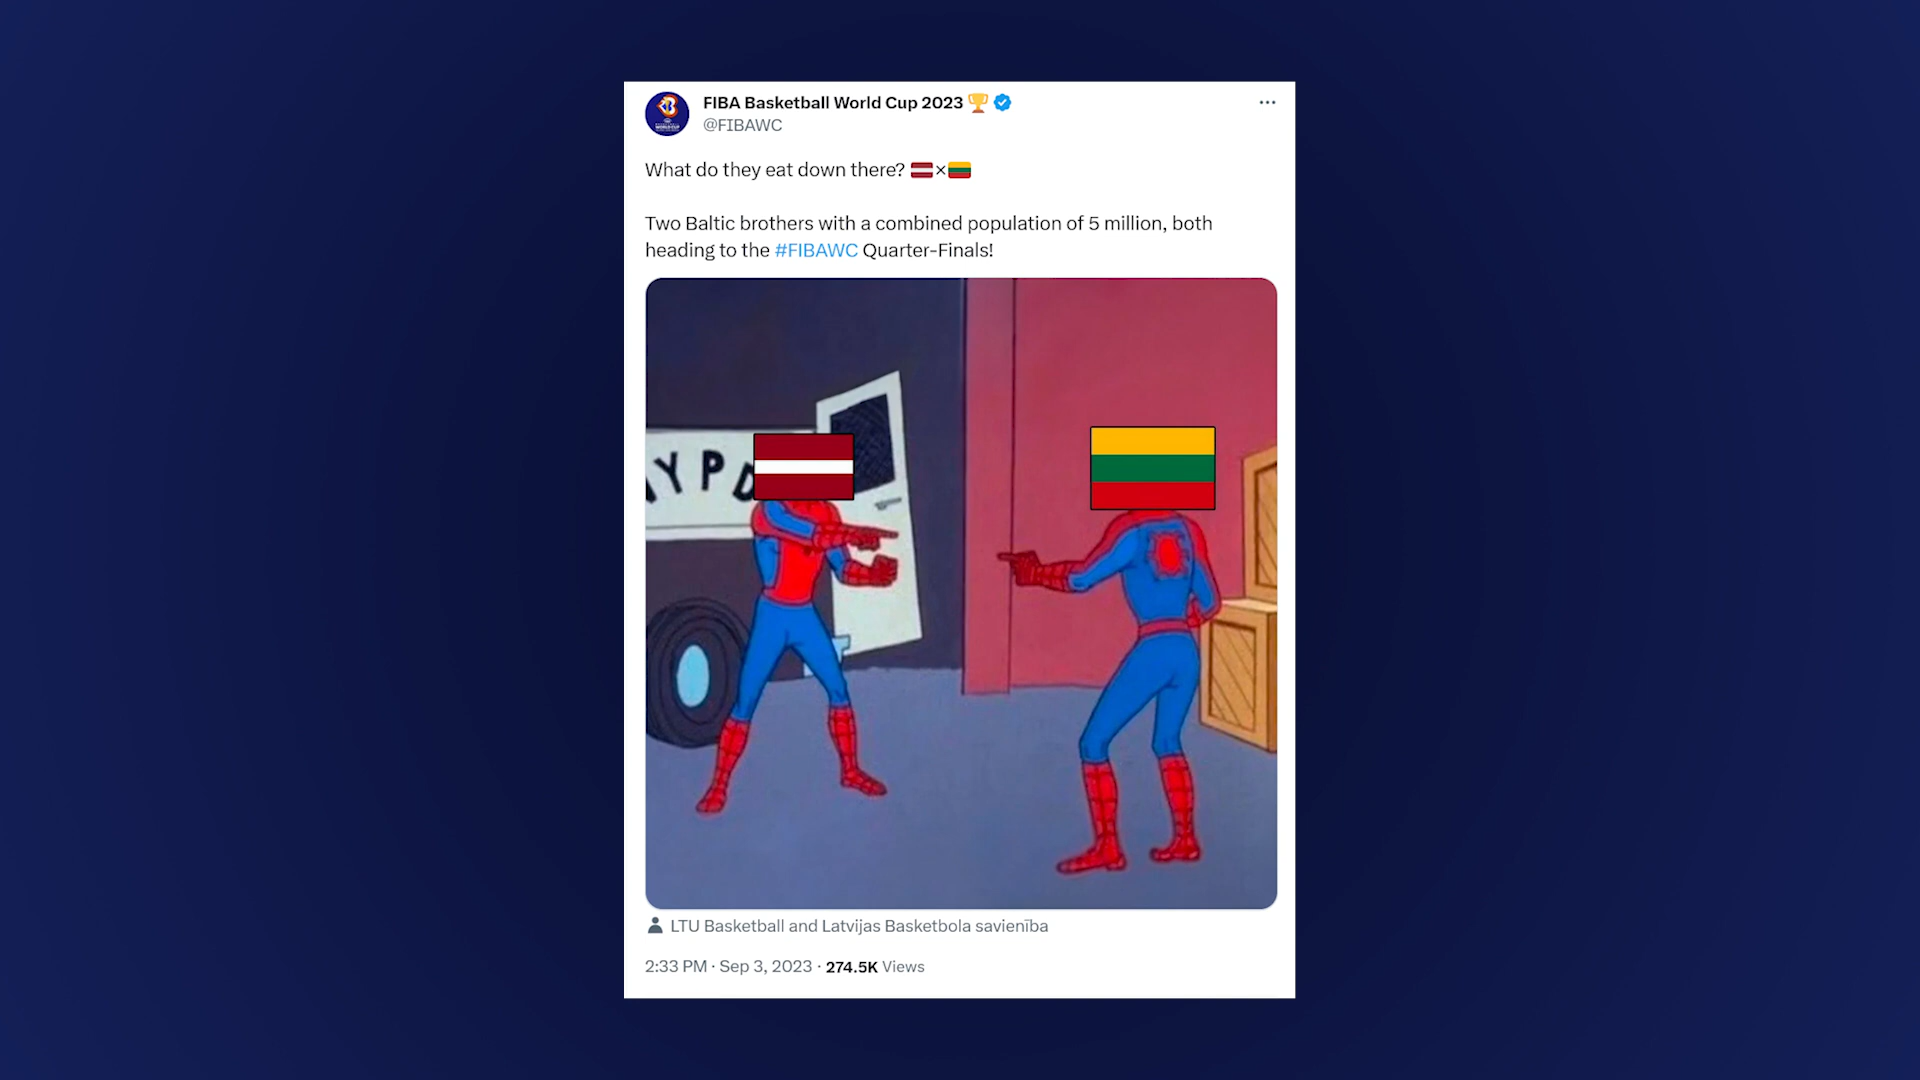 FIBA Basketball World Cup 2023 🏆
@FIBAWC
What do they eat down there? 🇱🇻×🇱🇹
Two Baltic brothers with a combined population of 5 million, both
heading to the #FIBAWC Quarter-Finals!
NYPD
LTU Basketball and Latvijas Basketbola savienība
2:33 PM · Sep 3, 2023 · 274.5K Views